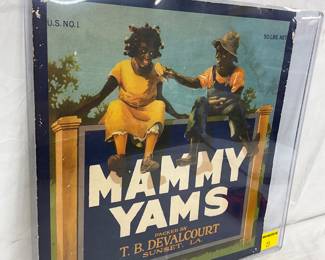 U.S. NO. 1
50 LBS. NET
MAMMY
YAMS
PACKED BY
T. B. DEVALCOURT
SUNSET, LA.